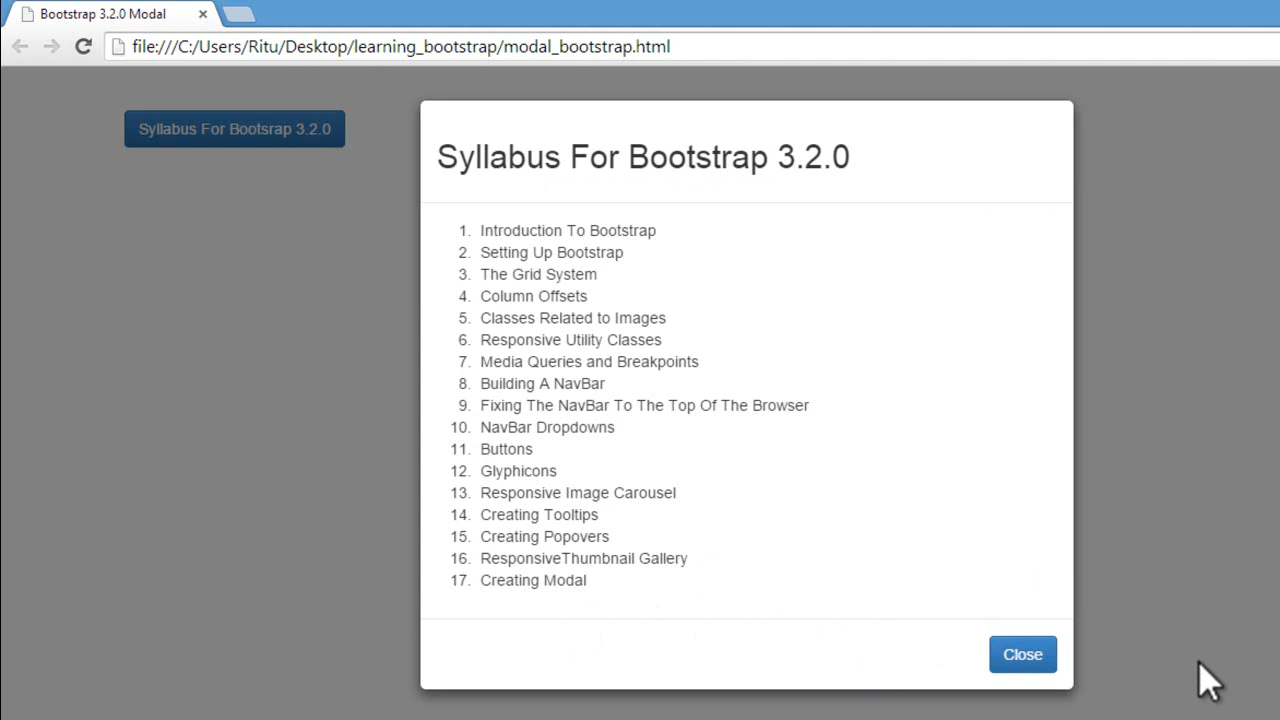 Bootstrap 3.2.0 Modal
file:///C:/Users/Ritu/Desktop/learning_bootstrap/modal_bootstrap.html
Syllabus For Bootsrap 3.2.0
Syllabus For Bootstrap 3.2.0
1. Introduction To Bootstrap
2. Setting Up Bootstrap
3. The Grid System
4. Column Offsets
5. Classes Related to Images
6. Responsive Utility Classes
7. Media Queries and Breakpoints
8. Building A NavBar
9. Fixing The NavBar To The Top Of The Browser
10. NavBar Dropdowns
11. Buttons
12. Glyphicons
13. Responsive Image Carousel
14. Creating Tooltips
15. Creating Popovers
16. ResponsiveThumbnail Gallery
17. Creating Modal
Close